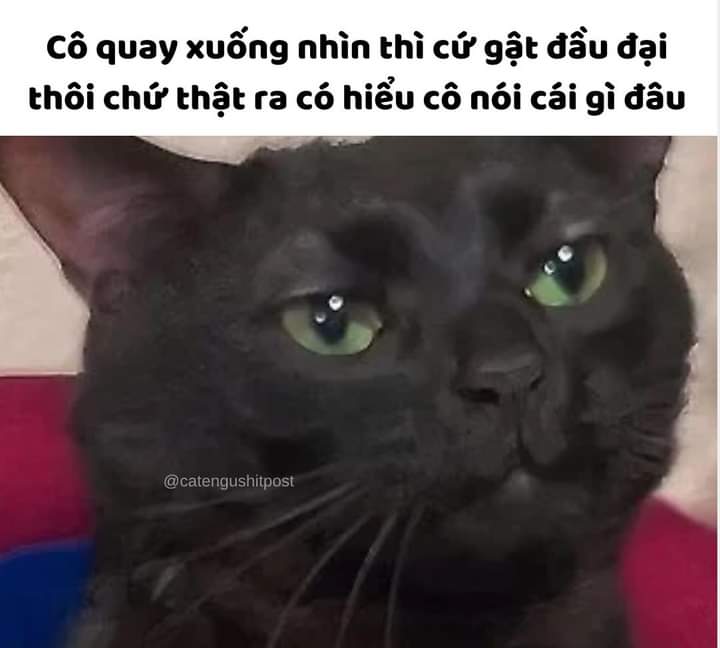 Cô quay xuống nhìn thì cứ gật đầu đại
thôi chứ thật ra có hiểu cô nói cái gì đâu
@catengushitpost